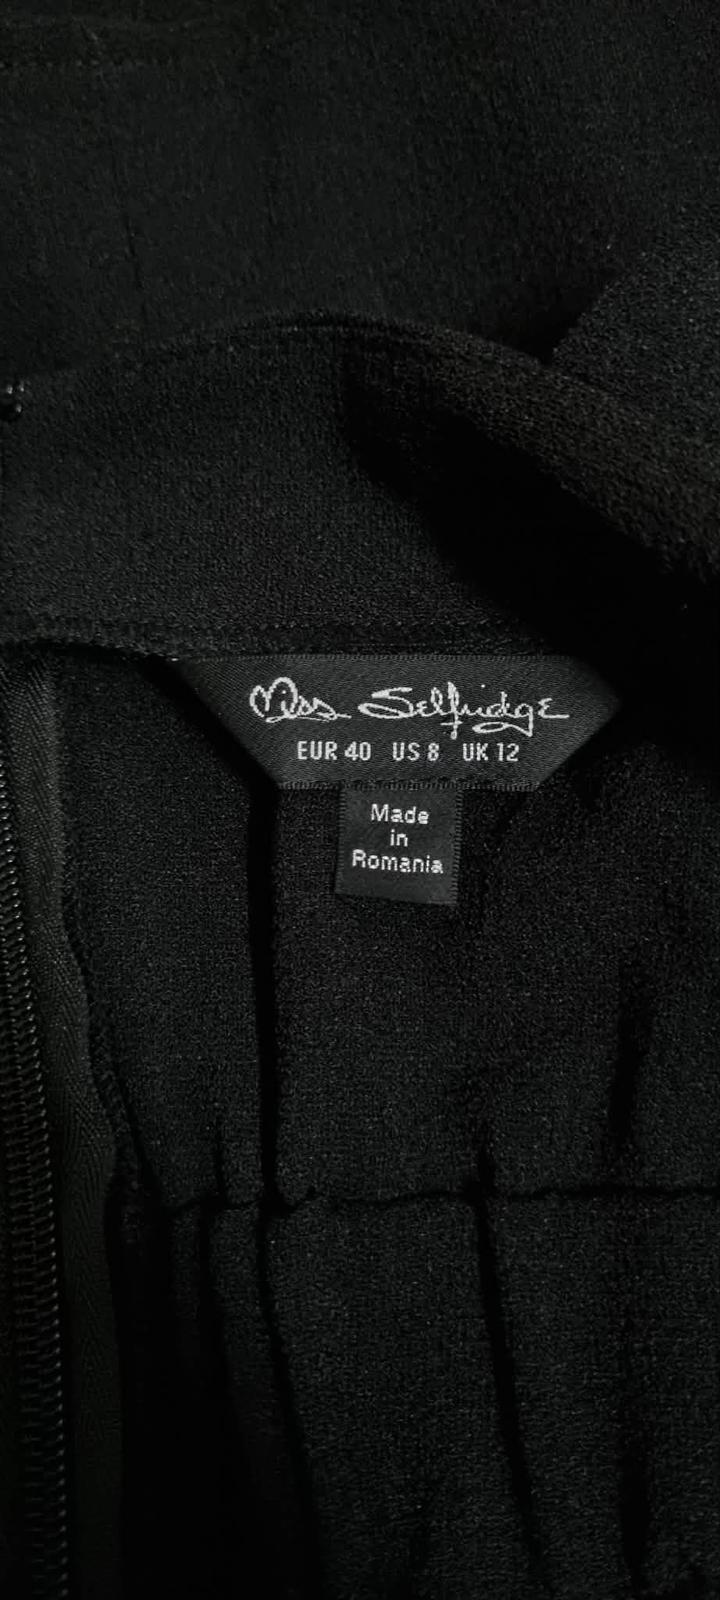 Miss Selfridge
EUR 40 US 8 UK 12
Made
in
Romania